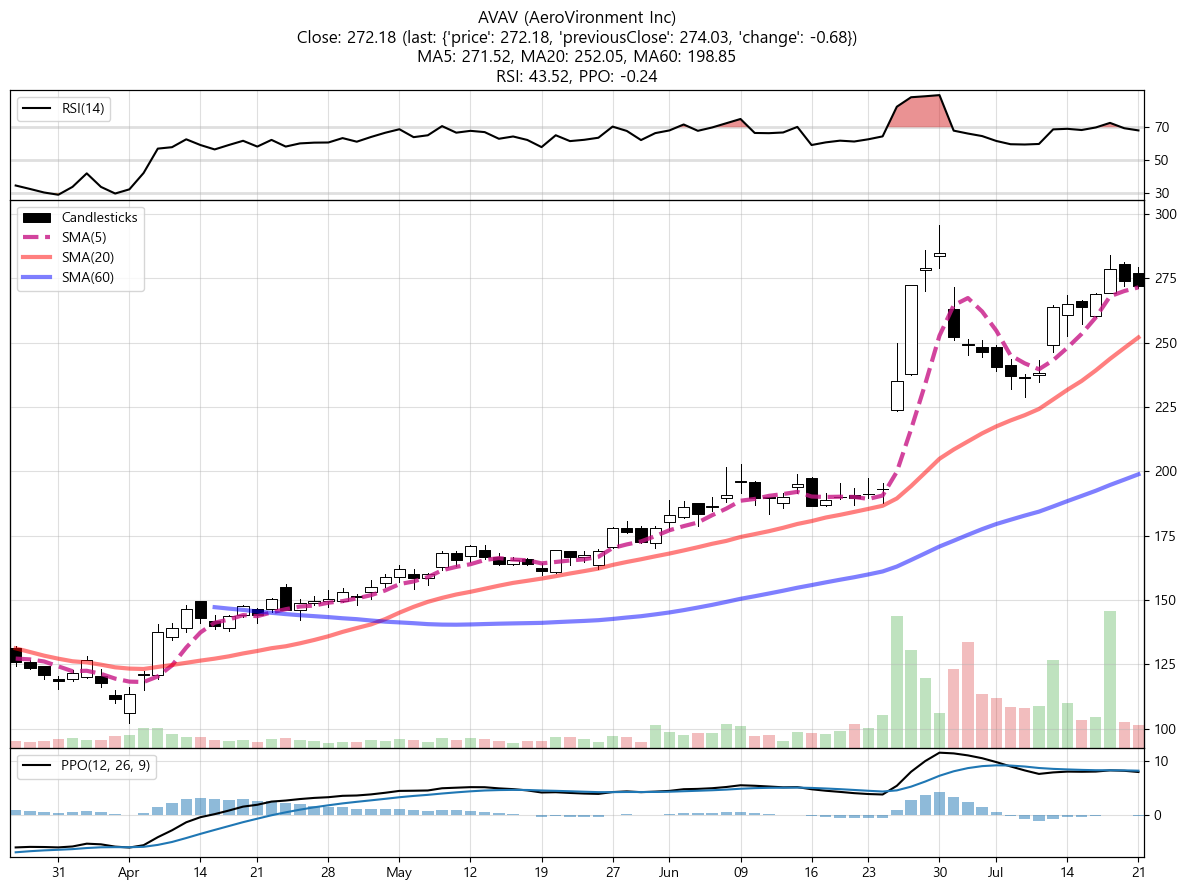 AVAV (AeroVironment Inc)
Close: 272.18 (last: {'price': 272.18, 'previousClose': 274.03, 'change': -0.68})
MA5: 271.52, MA20: 252.05, MA60: 198.85
RSI: 43.52, PPO: -0.24
RSI(14)
70
50
30
Candlesticks
SMA(5)
SMA(20)
SMA(60)
300
275
250
225
200
175
150
125
100
PPO(12, 26, 9)
10
0
31 Apr 14 21 28 May 12 19 27 Jun 09 16 23 30 Jul 14 21